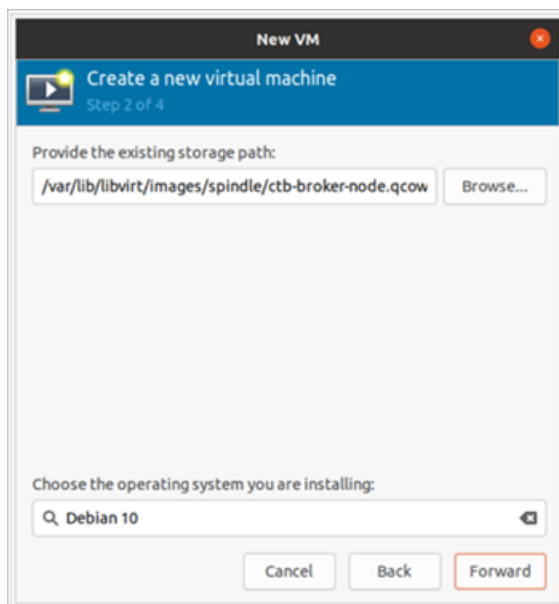 New VM
Create a new virtual machine
Step 2 of 4
Provide the existing storage path:
/var/lib/libvirt/images/spindle/ctb-broker-node.qcow
Browse...
Choose the operating system you are installing:
Debian 10
Cancel Back Forward